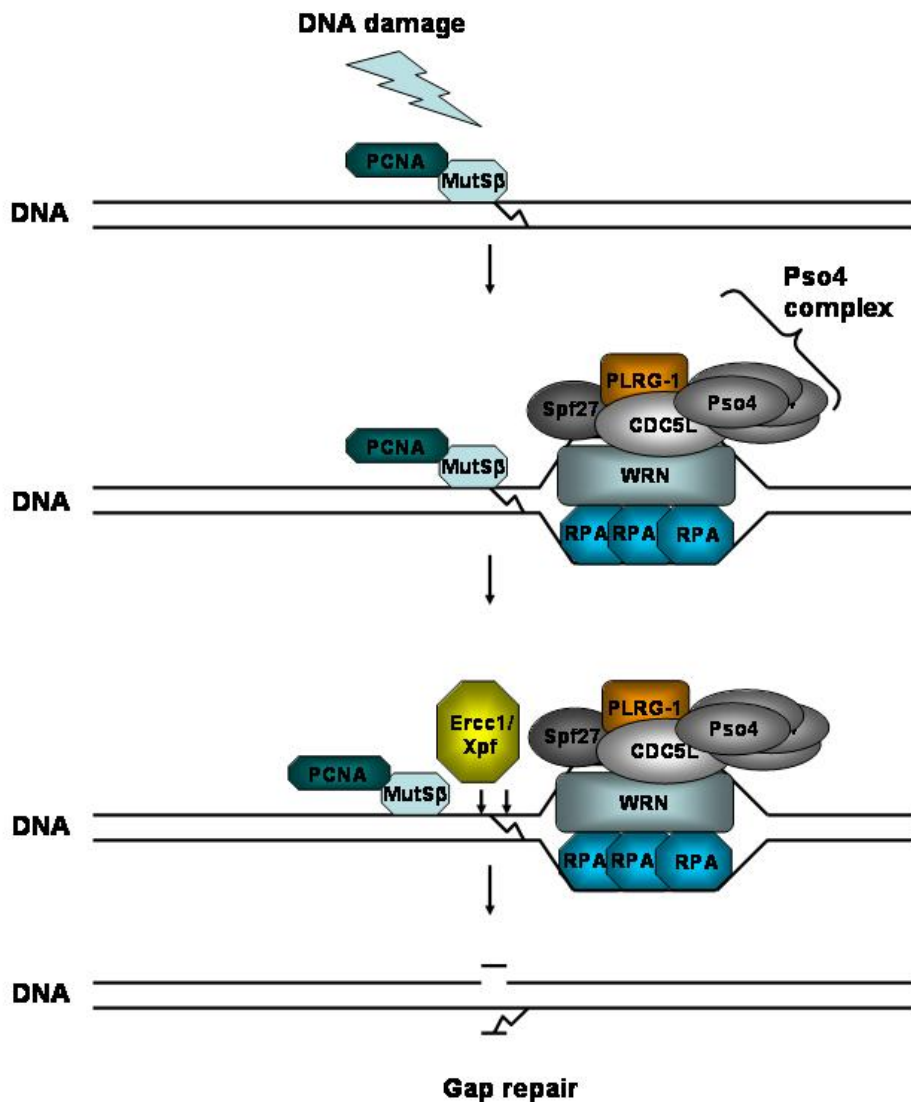 DNA damage
PCNA
MutSβ
DNA
Pso4
complex
PLRG-1
Spf27
Pso4
CDC5L
PCNA
MutSβ
WRN
DNA
RPA RPA RPA
Ercc1/
Xpf
PLRG-1
Spf27
Pso4
CDC5L
PCNA
MutSβ
WRN
DNA
RPA RPA RPA
DNA
Gap repair